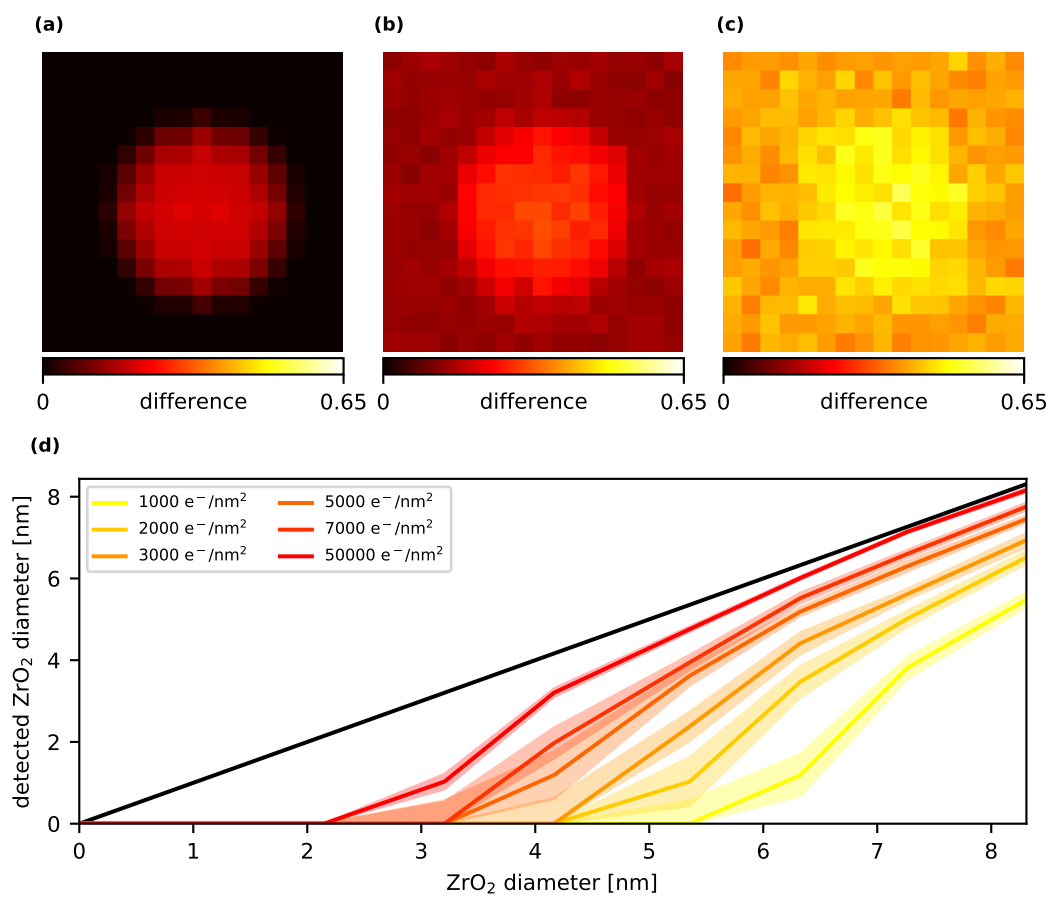 (a) (b) (c)
0 0.65 0 0.65 0 0.65
difference difference difference
(d)
detected ZrO₂ diameter [nm]
8
6
4
2
0
1000 e⁻/nm² 5000 e⁻/nm²
2000 e⁻/nm² 7000 e⁻/nm²
3000 e⁻/nm² 50000 e⁻/nm²
0 1 2 3 4 5 6 7 8
ZrO₂ diameter [nm]